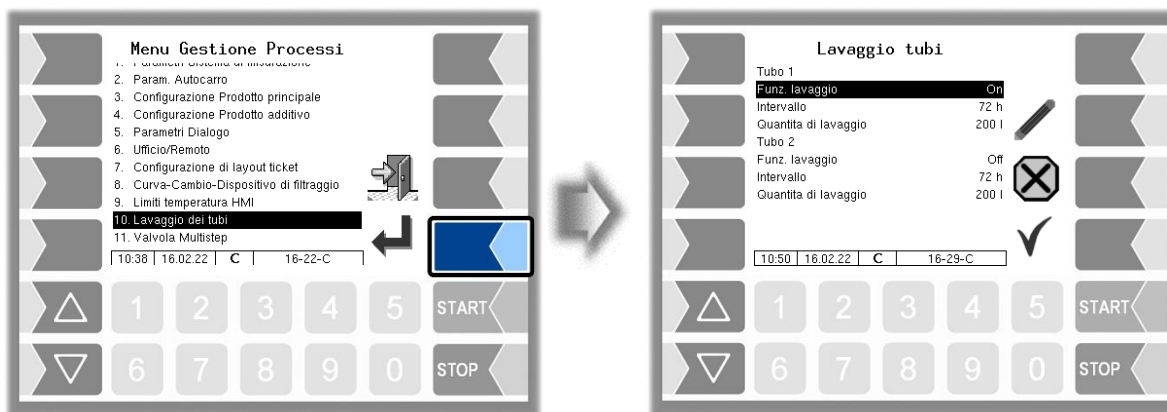 Menu Gestione Processi
1. Parametri Sistema di misurazione
2. Param. Autocarro
3. Configurazione Prodotto principale
4. Configurazione Prodotto additivo
5. Parametri Dialogo
6. Ufficio/Remoto
7. Configurazione di layout ticket
8. Curva-Cambio-Dispositivo di filtraggio
9. Limiti temperatura HMI
10. Lavaggio dei tubi
11. Valvola Multistep
10:38 16.02.22 C 16-22-C
1 2 3 4 5 START
6 7 8 9 0 STOP
Lavaggio tubi
Tubo 1
Funz. lavaggio On
Intervallo 72 h
Quantita di lavaggio 200 l
Tubo 2
Funz. lavaggio Off
Intervallo 72 h
Quantita di lavaggio 200 l
10:50 16.02.22 C 16-29-C
1 2 3 4 5 START
6 7 8 9 0 STOP